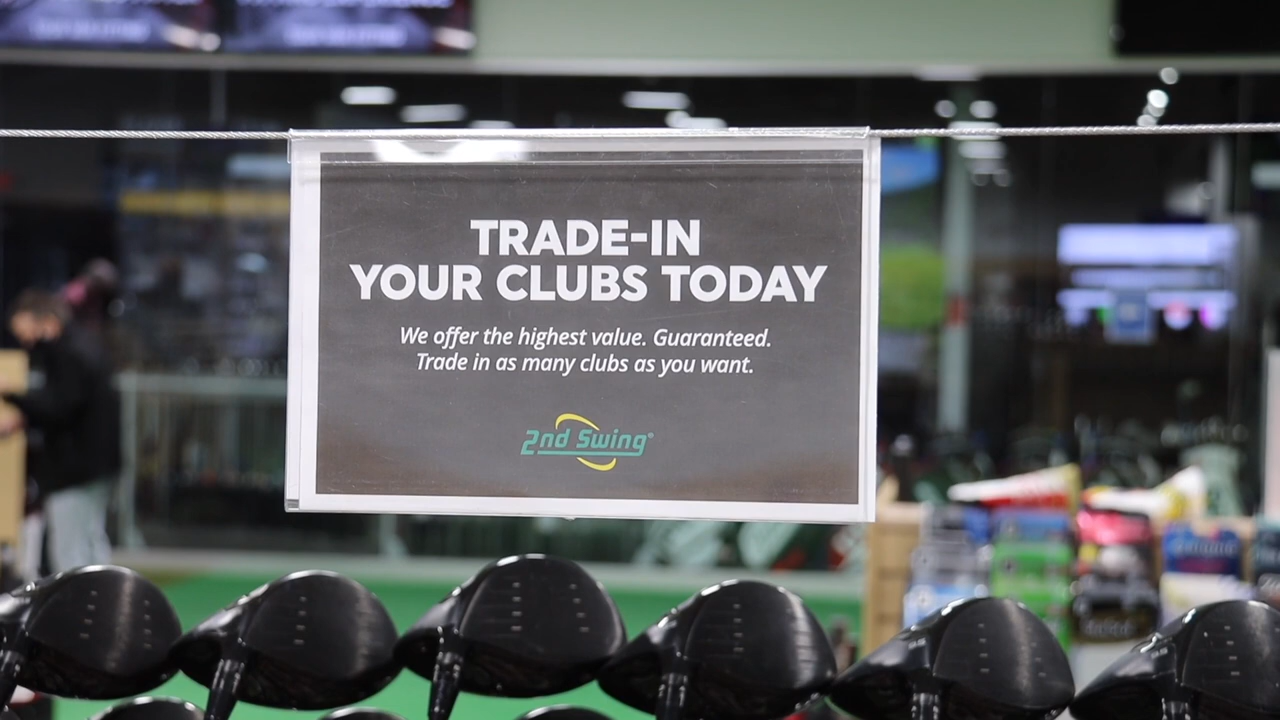 TRADE-IN
YOUR CLUBS TODAY
We offer the highest value. Guaranteed.
Trade in as many clubs as you want.
2nd Swing®